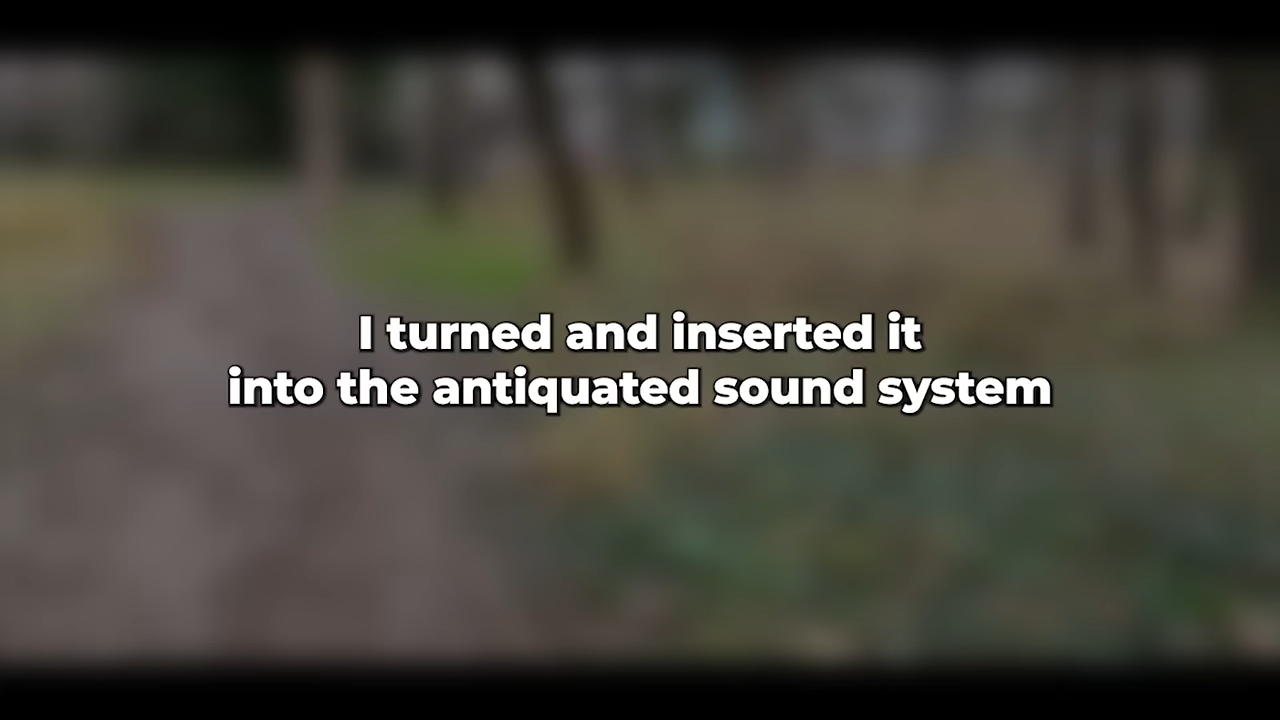 I turned and inserted it
into the antiquated sound system